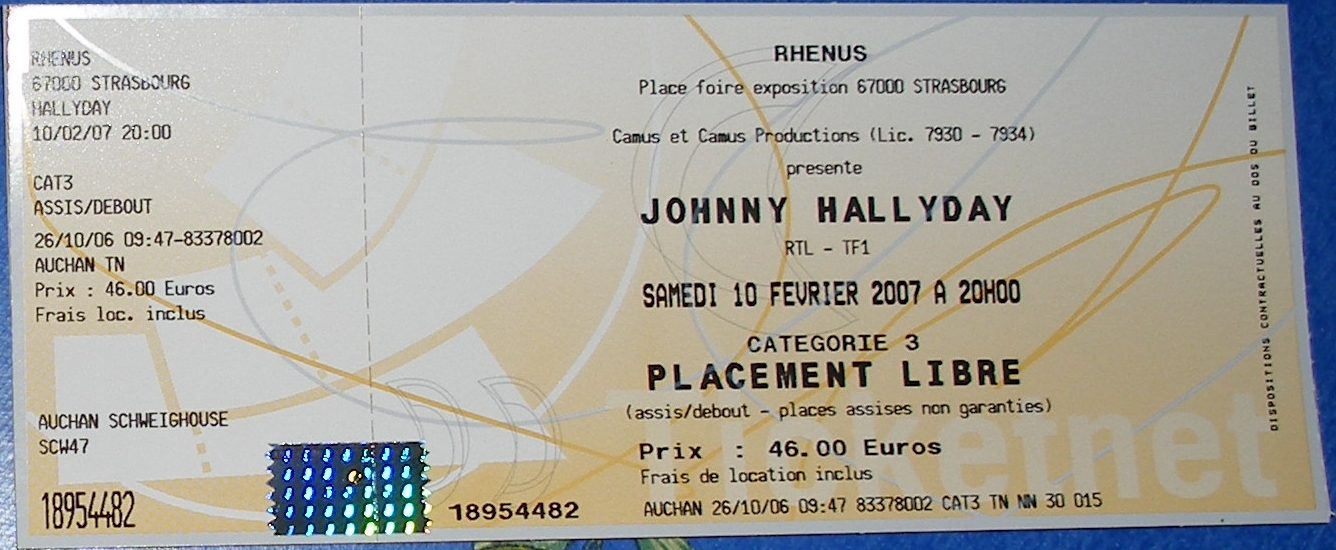 RHENUS
67000 STRASBOURG
HALLYDAY
10/02/07 20:00
CAT3
ASSIS/DEBOUT
26/10/06 09:47-83378002
AUCHAN TN
Prix : 46.00 Euros
Frais loc. inclus
AUCHAN SCHWEIGHOUSE
SCW47
18954482
18954482
RHENUS
Place foire exposition 67000 STRASBOURG
Camus et Camus Productions (Lic. 7930 - 7934)
presente
JOHNNY HALLYDAY
RTL - TF1
SAMEDI 10 FEVRIER 2007 A 20H00
CATEGORIE 3
PLACEMENT LIBRE
(assis/debout - places assises non garanties)
Prix : 46.00 Euros
Frais de location inclus
AUCHAN 26/10/06 09:47 83378002 CAT3 TN NN 30 015
Ticketnet
DISPOSITIONS CONTRACTUELLES AU DOS DU BILLET